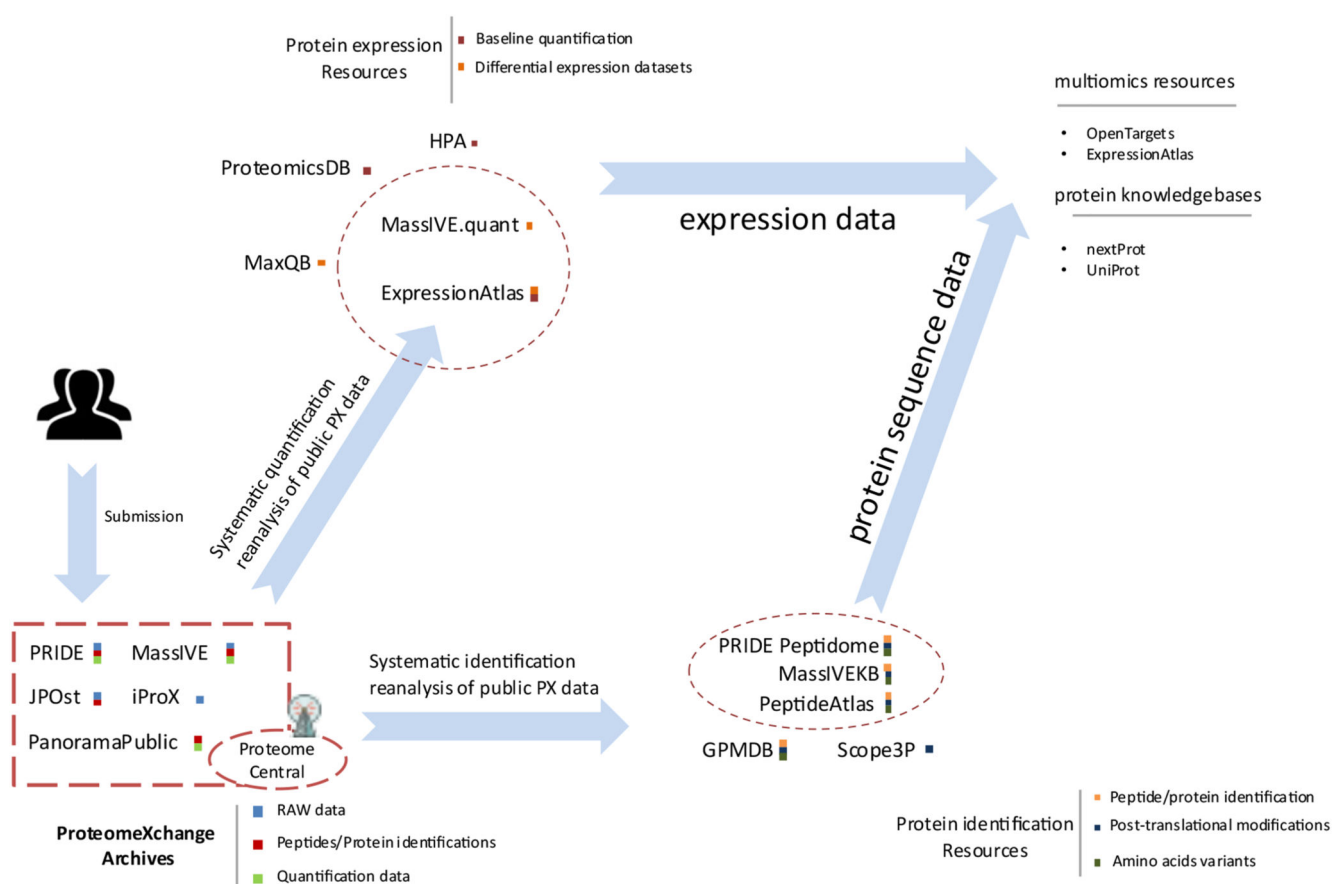 Protein expression
Resources
Baseline quantification
Differential expression datasets
multiomics resources
• OpenTargets
• ExpressionAtlas
protein knowledgebases
• nextProt
• UniProt
HPA
ProteomicsDB
MassIVE.quant
MaxQB
ExpressionAtlas
expression data
protein sequence data
Systematic quantification
reanalysis of public PX data
Submission
PRIDE
MassIVE
JPOst
iProX
PanoramaPublic
Proteome
Central
Systematic identification
reanalysis of public PX data
PRIDE Peptidome
MassIVEKB
PeptideAtlas
GPMDB
Scope3P
ProteomeXchange
Archives
RAW data
Peptides/Protein identifications
Quantification data
Protein identification
Resources
Peptide/protein identification
Post-translational modifications
Amino acids variants